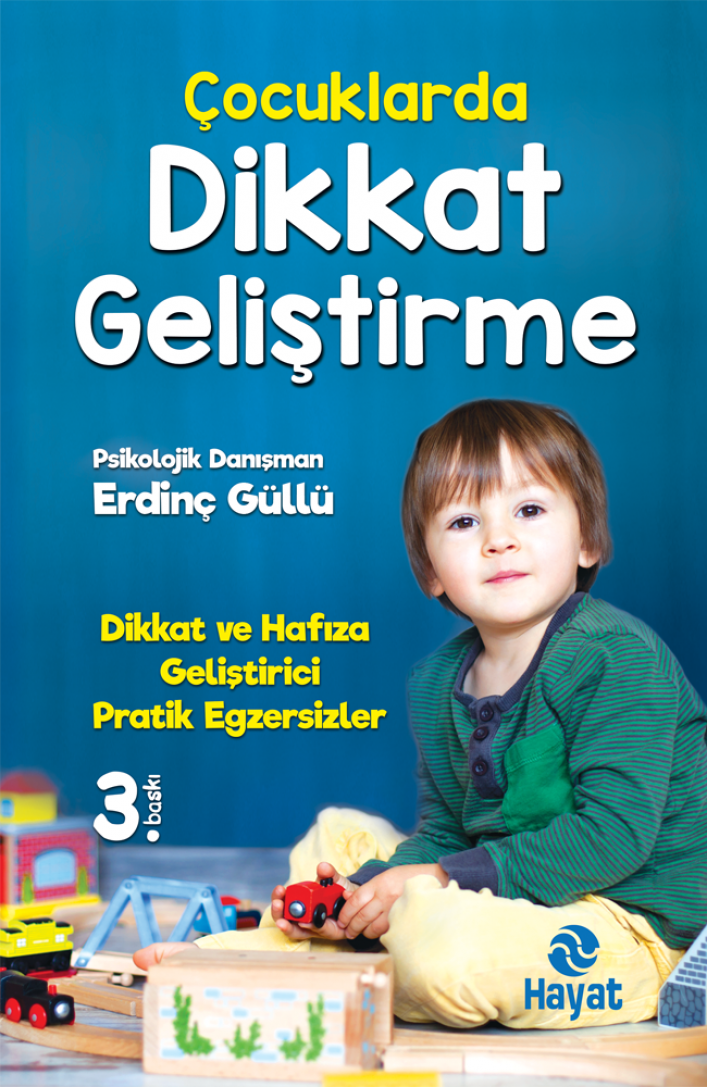 Çocuklarda
Dikkat
Geliştirme
Psikolojik Danışman
Erdinç Güllü
Dikkat ve Hafıza
Geliştirici
Pratik Egzersizler
3.baskı
Hayat